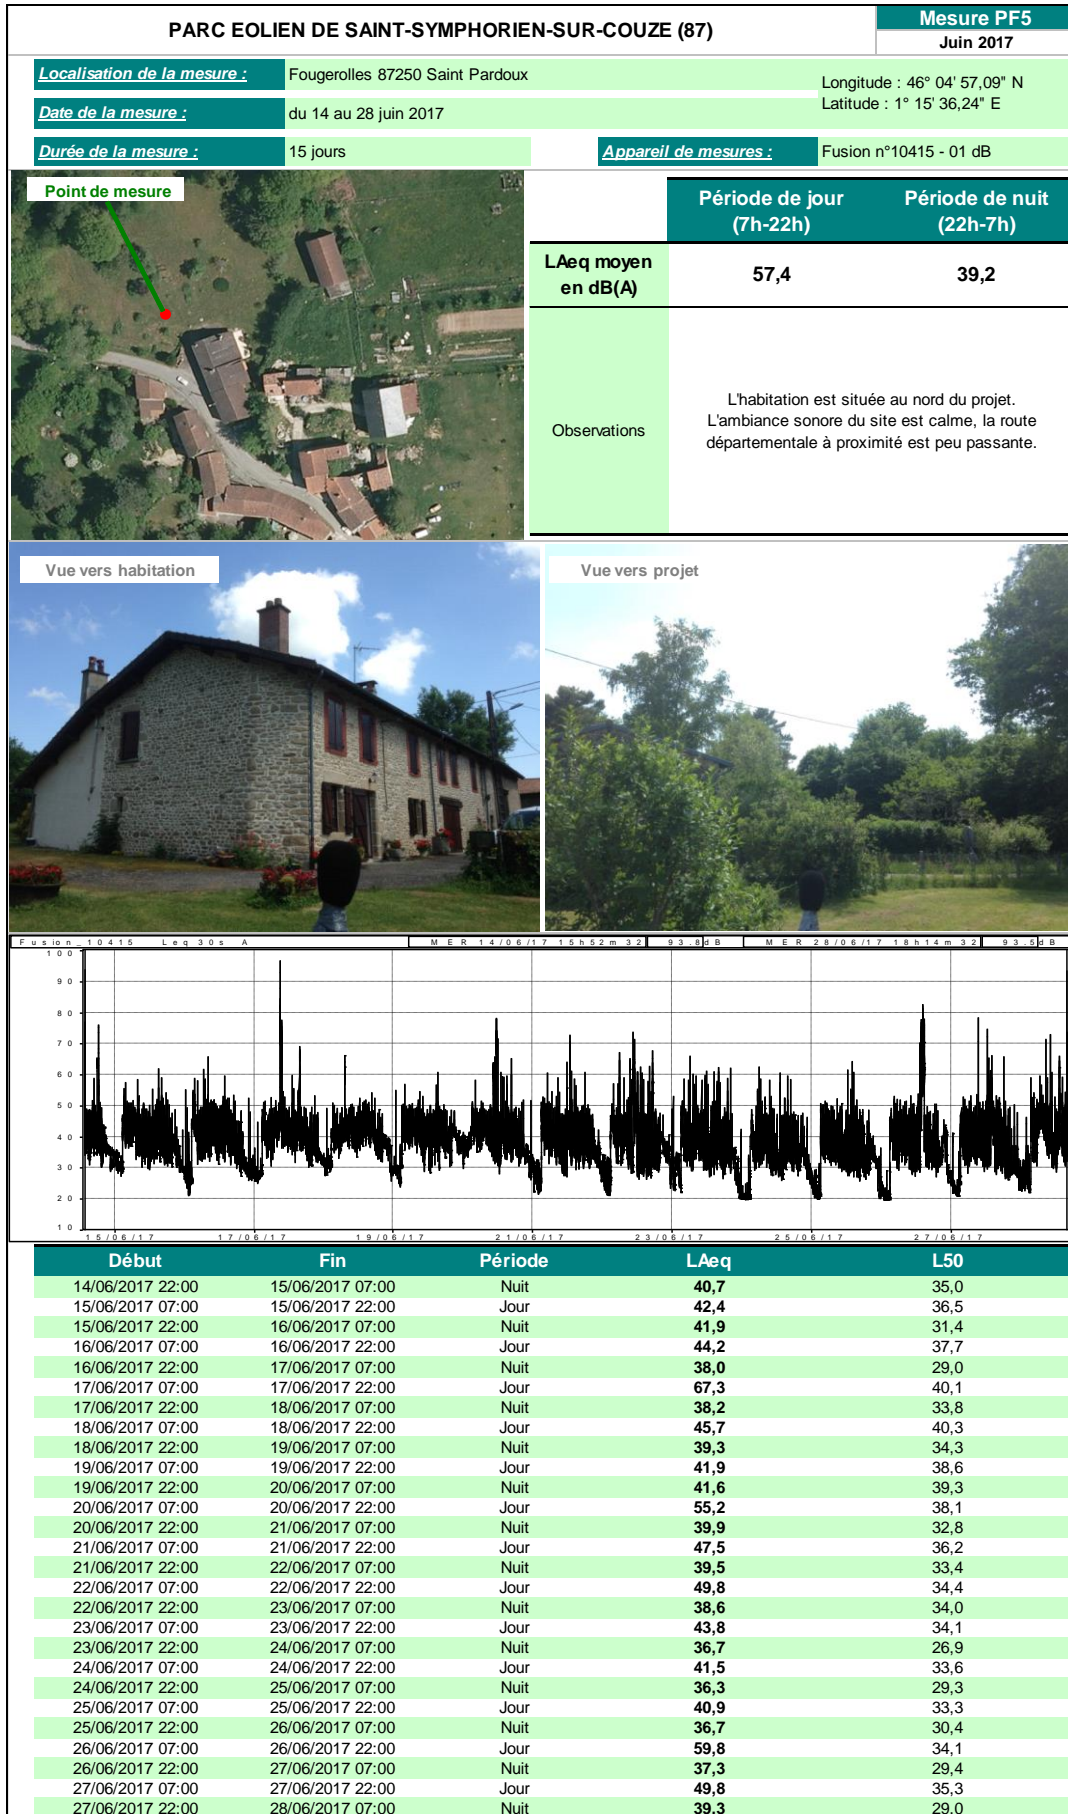 PARC EOLIEN DE SAINT-SYMPHORIEN-SUR-COUZE (87)
Mesure PF5
Juin 2017
Localisation de la mesure :
Fougerolles 87250 Saint Pardoux
Longitude : 46° 04' 57,09" N
Latitude : 1° 15' 36,24" E
Date de la mesure :
du 14 au 28 juin 2017
Durée de la mesure :
15 jours
Appareil de mesures :
Fusion n°10415 - 01 dB
Point de mesure
Période de jour (7h-22h)
Période de nuit (22h-7h)
LAeq moyen en dB(A)
57,4
39,2
Observations
L'habitation est située au nord du projet.
L'ambiance sonore du site est calme, la route
départementale à proximité est peu passante.
Vue vers habitation
Vue vers projet
Fusion_10415 Leq 30s A MER 14/06/17 15h52m32 93.8dB MER 28/06/17 18h14m32 93.5dB
100
90
80
70
60
50
40
30
20
10
15/06/17 17/06/17 19/06/17 21/06/17 23/06/17 25/06/17 27/06/17
Début Fin Période LAeq L50
14/06/2017 22:00 15/06/2017 07:00 Nuit 40,7 35,0
15/06/2017 07:00 15/06/2017 22:00 Jour 42,4 36,5
15/06/2017 22:00 16/06/2017 07:00 Nuit 41,9 31,4
16/06/2017 07:00 16/06/2017 22:00 Jour 44,2 37,7
16/06/2017 22:00 17/06/2017 07:00 Nuit 38,0 29,0
17/06/2017 07:00 17/06/2017 22:00 Jour 67,3 40,1
17/06/2017 22:00 18/06/2017 07:00 Nuit 38,2 33,8
18/06/2017 07:00 18/06/2017 22:00 Jour 45,7 40,3
18/06/2017 22:00 19/06/2017 07:00 Nuit 39,3 34,3
19/06/2017 07:00 19/06/2017 22:00 Jour 41,9 38,6
19/06/2017 22:00 20/06/2017 07:00 Nuit 41,6 39,3
20/06/2017 07:00 20/06/2017 22:00 Jour 55,2 38,1
20/06/2017 22:00 21/06/2017 07:00 Nuit 39,9 32,8
21/06/2017 07:00 21/06/2017 22:00 Jour 47,5 36,2
21/06/2017 22:00 22/06/2017 07:00 Nuit 39,5 33,4
22/06/2017 07:00 22/06/2017 22:00 Jour 49,8 34,4
22/06/2017 22:00 23/06/2017 07:00 Nuit 38,6 34,0
23/06/2017 07:00 23/06/2017 22:00 Jour 43,8 34,1
23/06/2017 22:00 24/06/2017 07:00 Nuit 36,7 26,9
24/06/2017 07:00 24/06/2017 22:00 Jour 41,5 33,6
24/06/2017 22:00 25/06/2017 07:00 Nuit 36,3 29,3
25/06/2017 07:00 25/06/2017 22:00 Jour 40,9 33,3
25/06/2017 22:00 26/06/2017 07:00 Nuit 36,7 30,4
26/06/2017 07:00 26/06/2017 22:00 Jour 59,8 34,1
26/06/2017 22:00 27/06/2017 07:00 Nuit 37,3 29,4
27/06/2017 07:00 27/06/2017 22:00 Jour 49,8 35,3
27/06/2017 22:00 28/06/2017 07:00 Nuit 39,3 29,0